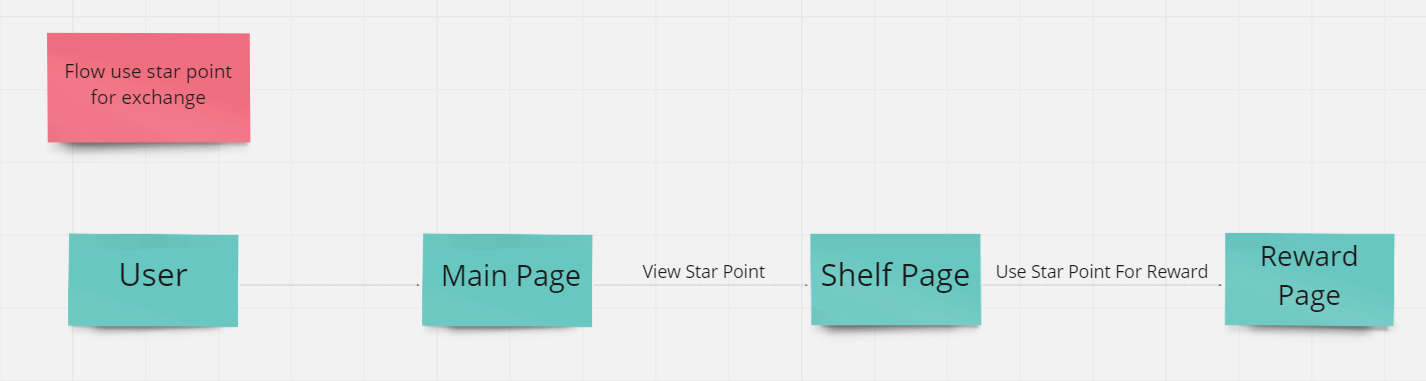 Flow use star point
for exchange
User
Main Page
View Star Point
Shelf Page
Use Star Point For Reward
Reward
Page